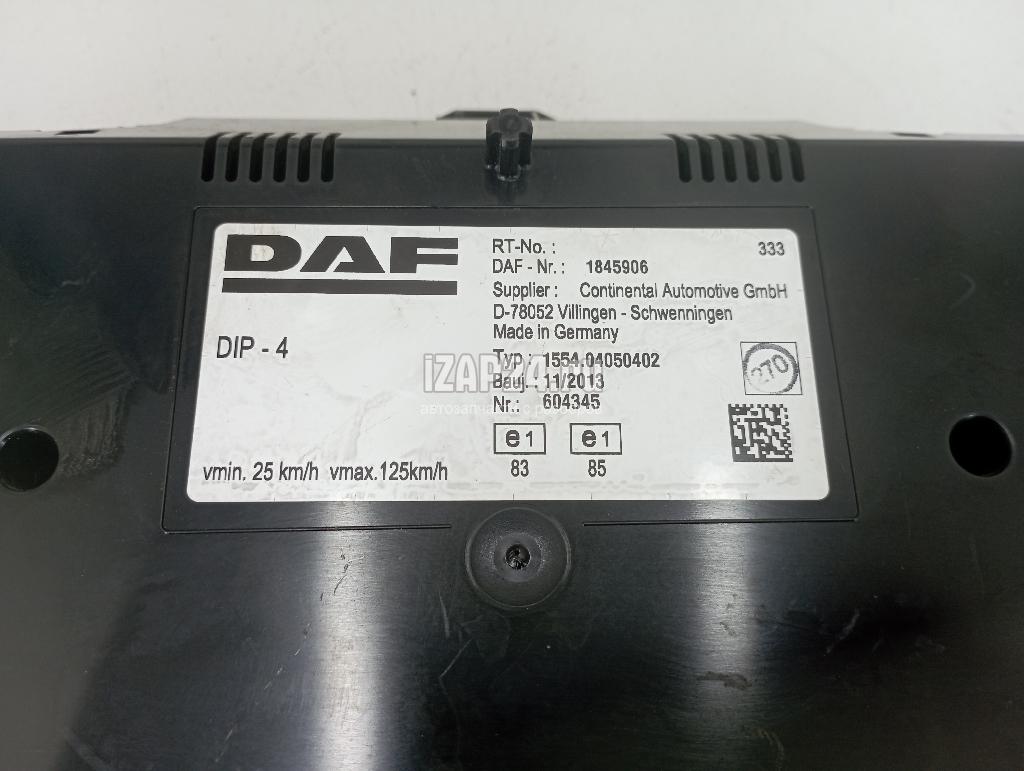 DAF
RT-No. : 333
DAF - Nr. : 1845906
Supplier : Continental Automotive GmbH
D-78052 Villingen - Schwenningen
Made in Germany
DIP - 4
Typ : 1554.04050402
Bauj. : 11/2013
Nr.: 604345
270
e1 e1
83 85
vmin. 25 km/h vmax.125km/h
iZAP24.RU
автозапчасти с разборок